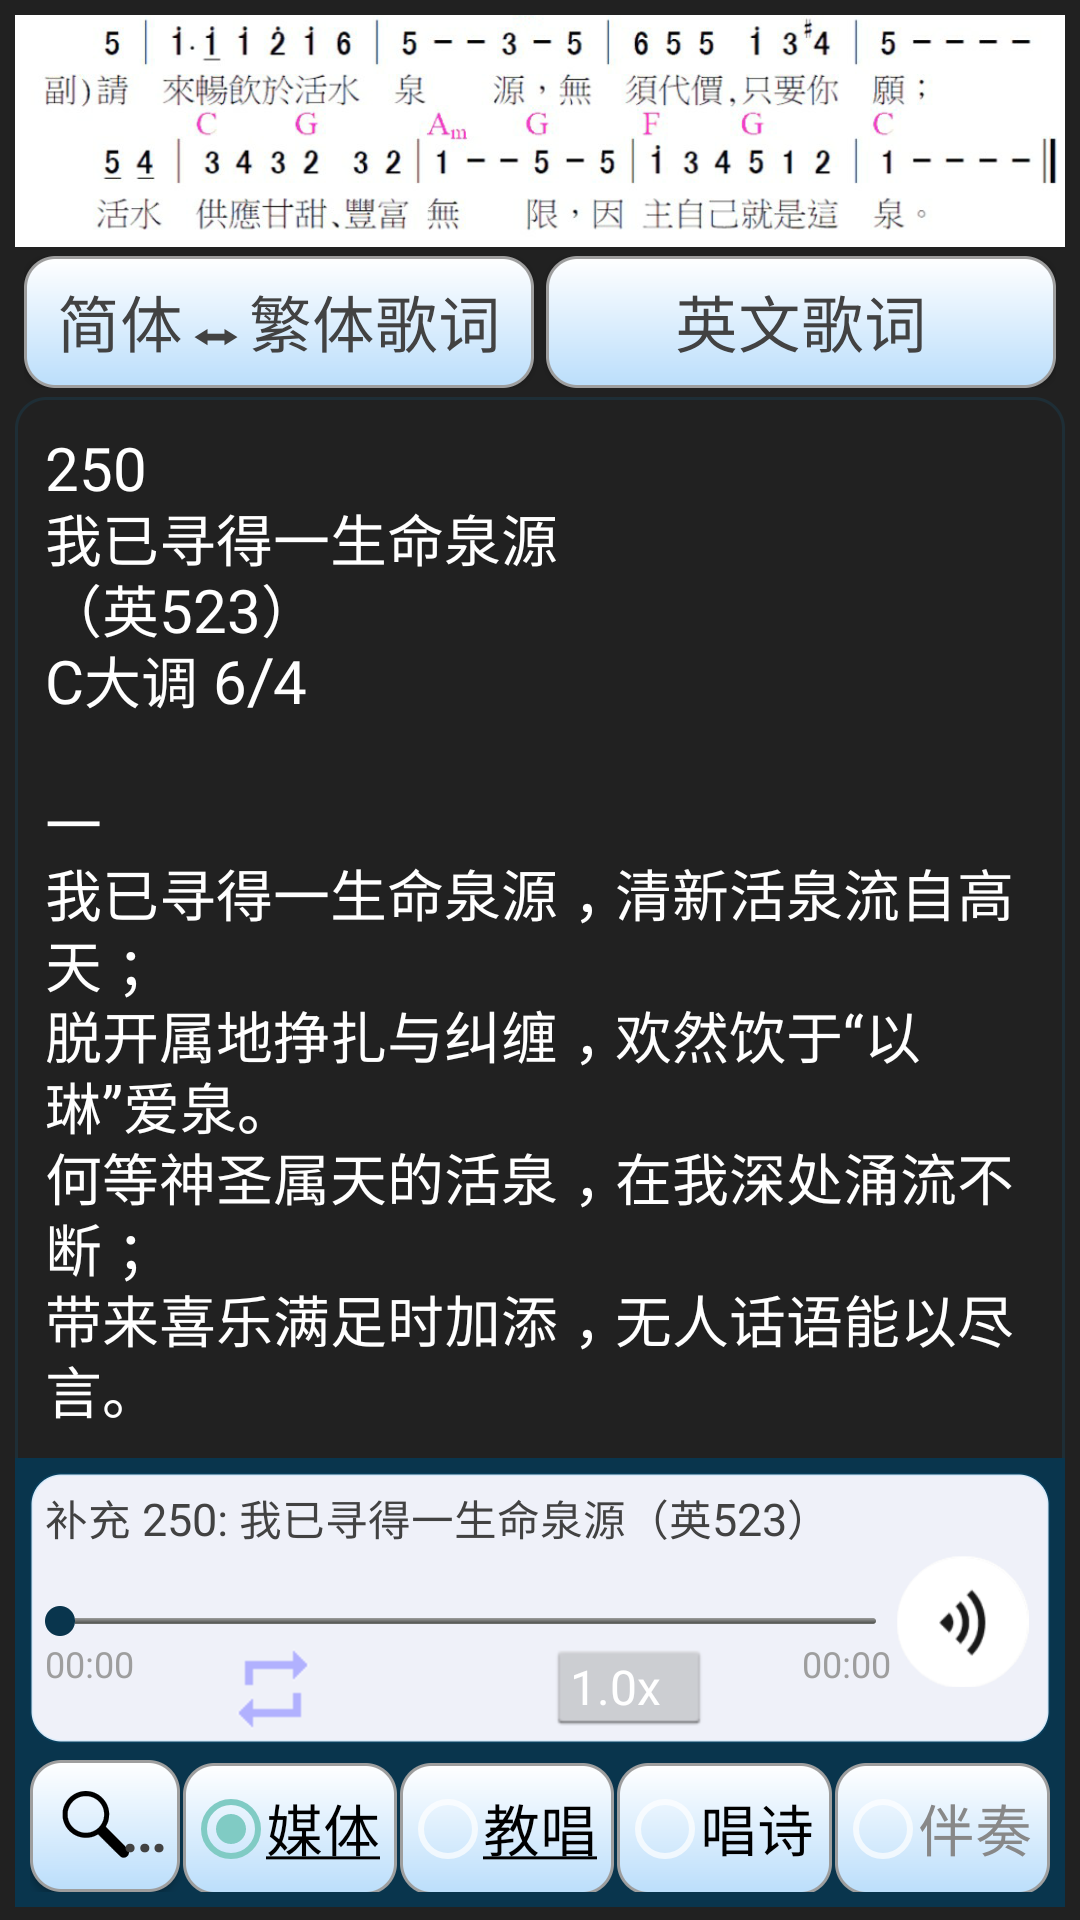 5 | 1·1 1 2 1 6 | 5 – – 3 – 5 | 6 5 5 1 3 #4 | 5 – – – –
副)請 來暢飲於活水 泉 源，無 須代價,只要你 願；
C G Am G F G C
5 4 | 3 4 3 2 3 2 | 1 – – 5 – 5 | 1 3 4 5 1 2 | 1 – – – – ‖
活水 供應甘甜、豐富 無 限，因 主自己就是這 泉。
简体↔繁体歌词 英文歌词
250
我已寻得一生命泉源
（英523）
C大调 6/4
一
我已寻得一生命泉源，清新活泉流自高
天；
脱开属地挣扎与纠缠，欢然饮于“以
琳”爱泉。
何等神圣属天的活泉，在我深处涌流不
断；
带来喜乐满足时加添，无人话语能以尽
言。
补充 250: 我已寻得一生命泉源（英523）
00:00 1.0x 00:00
... 媒体 教唱 唱诗 伴奏